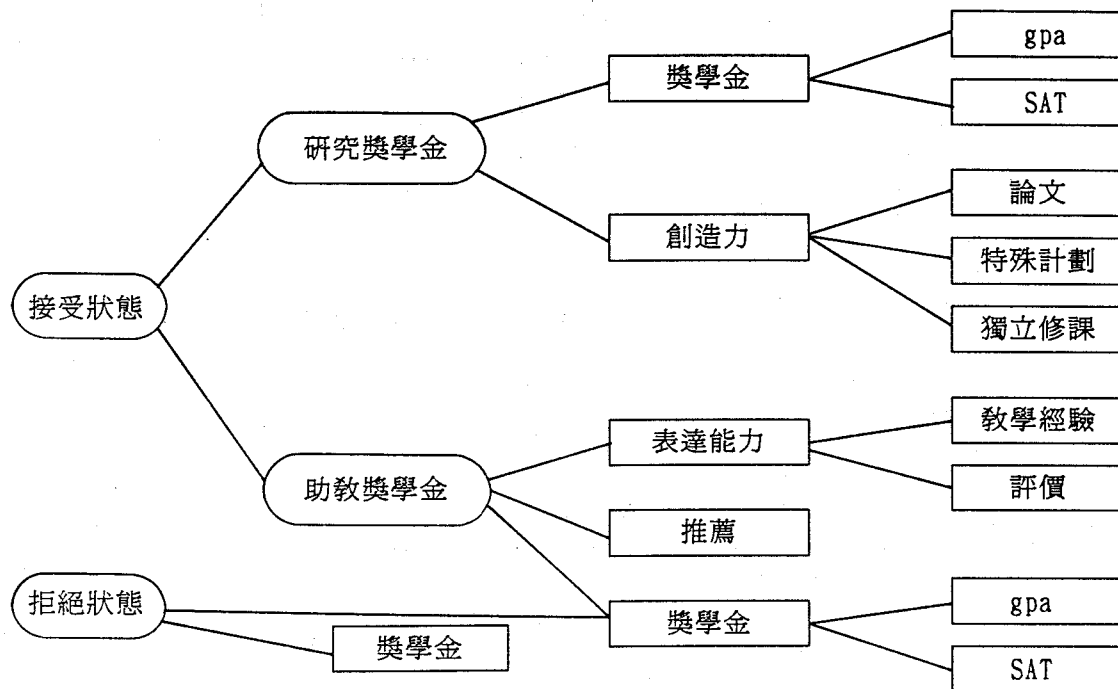 gpa
獎學金
SAT
研究獎學金
論文
創造力
特殊計劃
接受狀態
獨立修課
教學經驗
表達能力
助教獎學金
評價
推薦
拒絕狀態
gpa
獎學金
獎學金
SAT